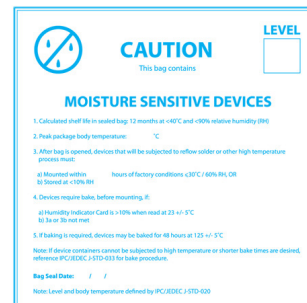 LEVEL
CAUTION
This bag contains
MOISTURE SENSITIVE DEVICES
1. Calculated shelf life in sealed bag: 12 months at <40˚C and <90% relative humidity (RH)
2. Peak package body temperature: ˚C
3. After bag is opened, devices that will be subjected to reflow solder or other high temperature
process must:
a) Mounted within hours of factory conditions ≤30˚C / 60% RH, OR
b) Stored at <10% RH
4. Devices require bake, before mounting, if:
a) Humidity Indicator Card is >10% when read at 23 +/- 5˚C
b) 3a or 3b not met
5. If baking is required, devices may be baked for 48 hours at 125 +/- 5˚C
Note: If device containers cannot be subjected to high temperature or shorter bake times are desired,
reference IPC/JEDEC J-STD-033 for bake procedure.
Bag Seal Date: / /
Note: Level and body temperature defined by IPC/JEDEC J-STD-020